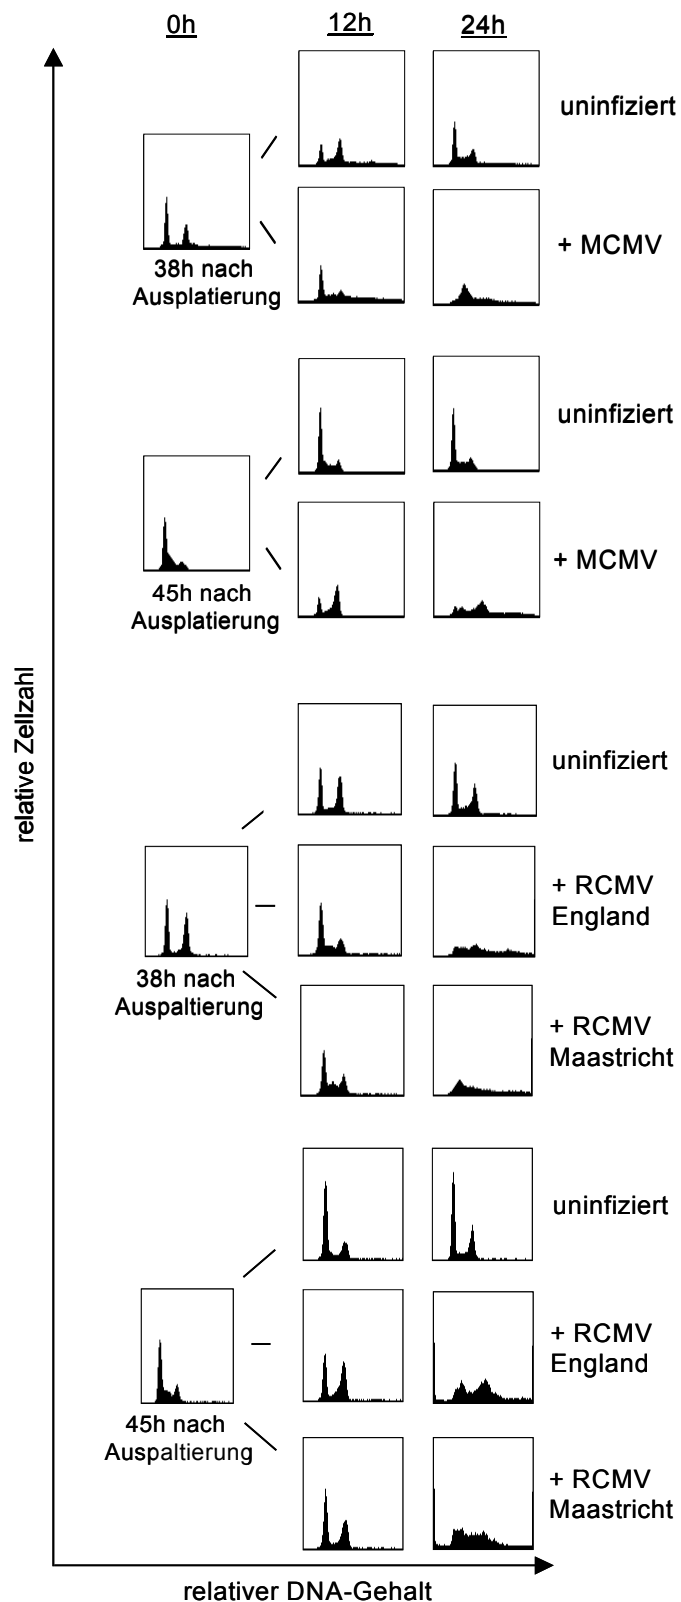 0h
12h
24h
uninfiziert
38h nach
Ausplatierung
+ MCMV
uninfiziert
45h nach
Ausplatierung
+ MCMV
relative Zellzahl
uninfiziert
38h nach
Auspaltierung
+ RCMV
England
+ RCMV
Maastricht
uninfiziert
45h nach
Auspaltierung
+ RCMV
England
+ RCMV
Maastricht
relativer DNA-Gehalt